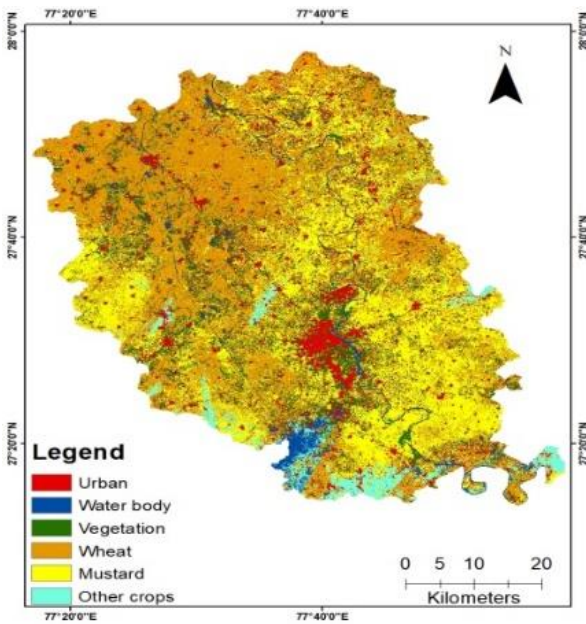 77°20'0"E 77°40'0"E
28°0'0"N 28°0'0"N
N
27°40'0"N 27°40'0"N
27°20'0"N 27°20'0"N
Legend
Urban
Water body
Vegetation
Wheat
Mustard
Other crops
0 5 10 20
Kilometers
77°20'0"E 77°40'0"E